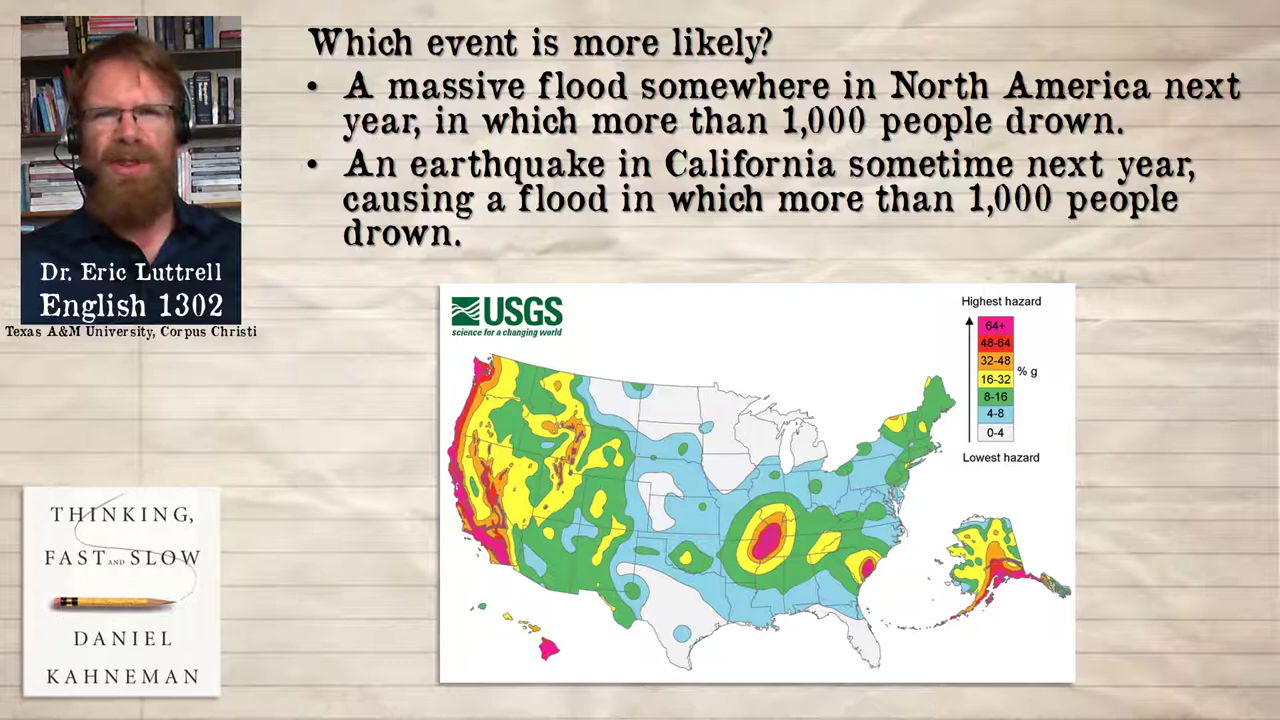 Which event is more likely?
• A massive flood somewhere in North America next
year, in which more than 1,000 people drown.
• An earthquake in California sometime next year,
causing a flood in which more than 1,000 people
drown.
Dr. Eric Luttrell
English 1302
Texas A&M University, Corpus Christi
USGS
science for a changing world
Highest hazard
64+
48-64
32-48
16-32
% g
8-16
4-8
0-4
Lowest hazard
THINKING,
FAST AND SLOW
DANIEL
KAHNEMAN